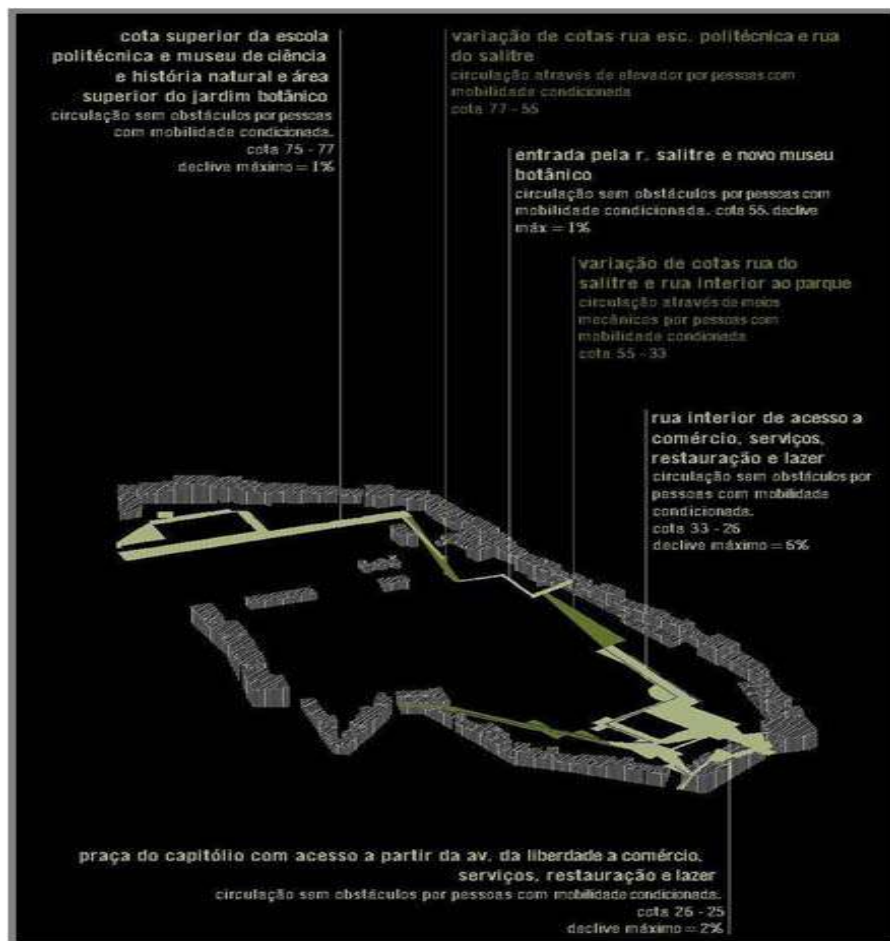 cota superior da escola
politécnica e museu de ciência
e história natural e área
superior do jardim botânico
circulação sem obstáculos por pessoas
com mobilidade condicionada.
cota 75 - 77
declive máximo = 1%
variação de cotas rua esc. politécnica e rua
do salitre
circulação através de elevador por pessoas com
mobilidade condicionada
cota 77 - 55
entrada pela r. salitre e novo museu
botânico
circulação sem obstáculos por pessoas com
mobilidade condicionada. cota 55. declive
máx = 1%
variação de cotas rua do
salitre e rua interior ao parque
circulação através de meios
mecânicos por pessoas com
mobilidade condionada
cota 55 - 33
rua interior de acesso a
comércio, serviços,
restauração e lazer
circulação sem obstáculos por
pessoas com mobilidade
condicionada.
cota 33 - 26
declive máximo = 6%
praça do capitólio com acesso a partir da av. da liberdade a comércio,
serviços, restauração e lazer
circulação sem obstáculos por pessoas com mobilidade condicionada.
cota 26 - 25
declive máximo = 2%